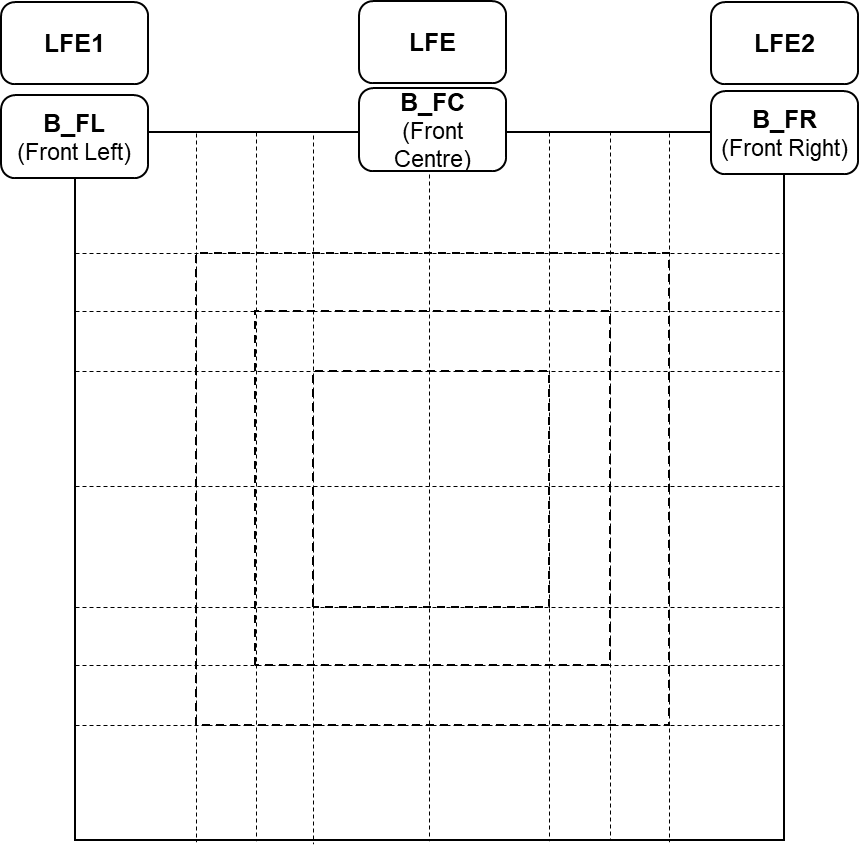 LFE1
LFE
LFE2
B_FL
(Front Left)
B_FC
(Front
Centre)
B_FR
(Front Right)